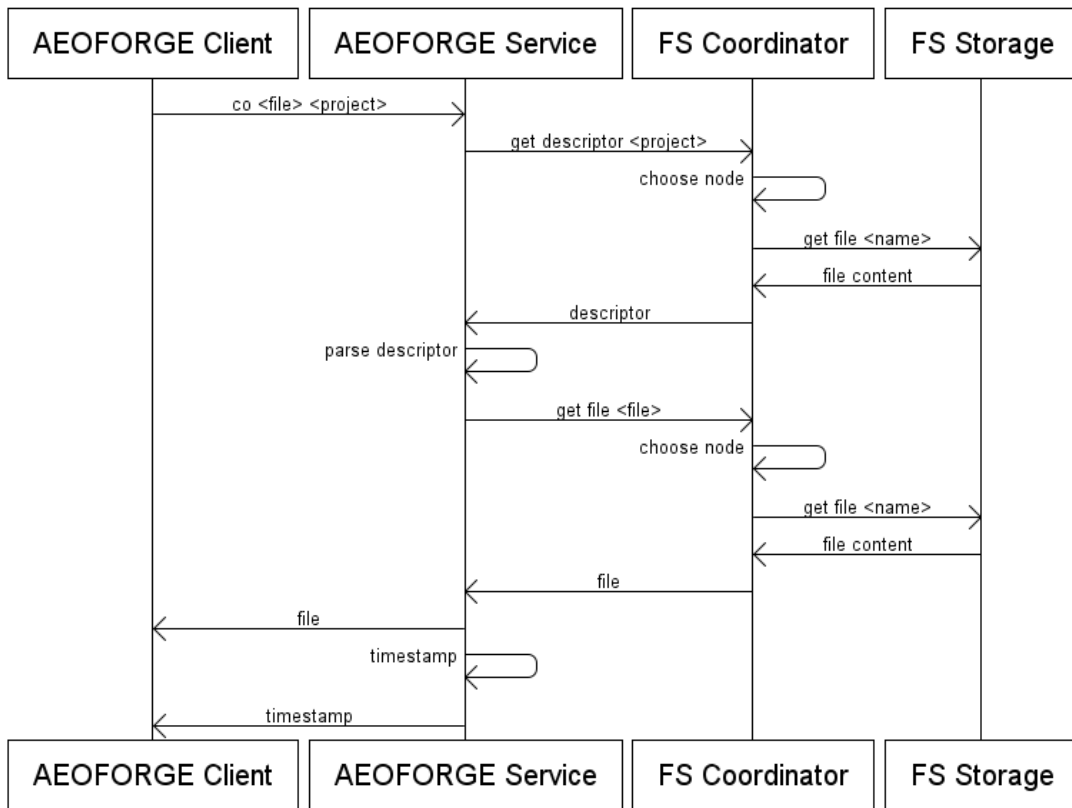 AEOFORGE Client
AEOFORGE Service
FS Coordinator
FS Storage
co <file> <project>
get descriptor <project>
choose node
get file <name>
file content
descriptor
parse descriptor
get file <file>
choose node
get file <name>
file content
file
file
timestamp
timestamp
AEOFORGE Client
AEOFORGE Service
FS Coordinator
FS Storage